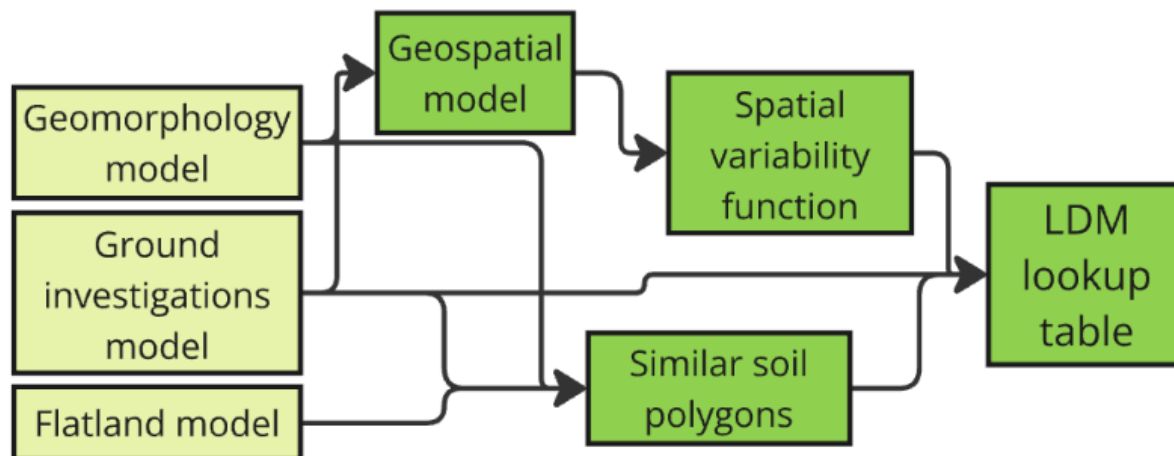 Geospatial
model
Geomorphology
model
Spatial
variability
function
Ground
investigations
model
LDM
lookup
table
Similar soil
polygons
Flatland model